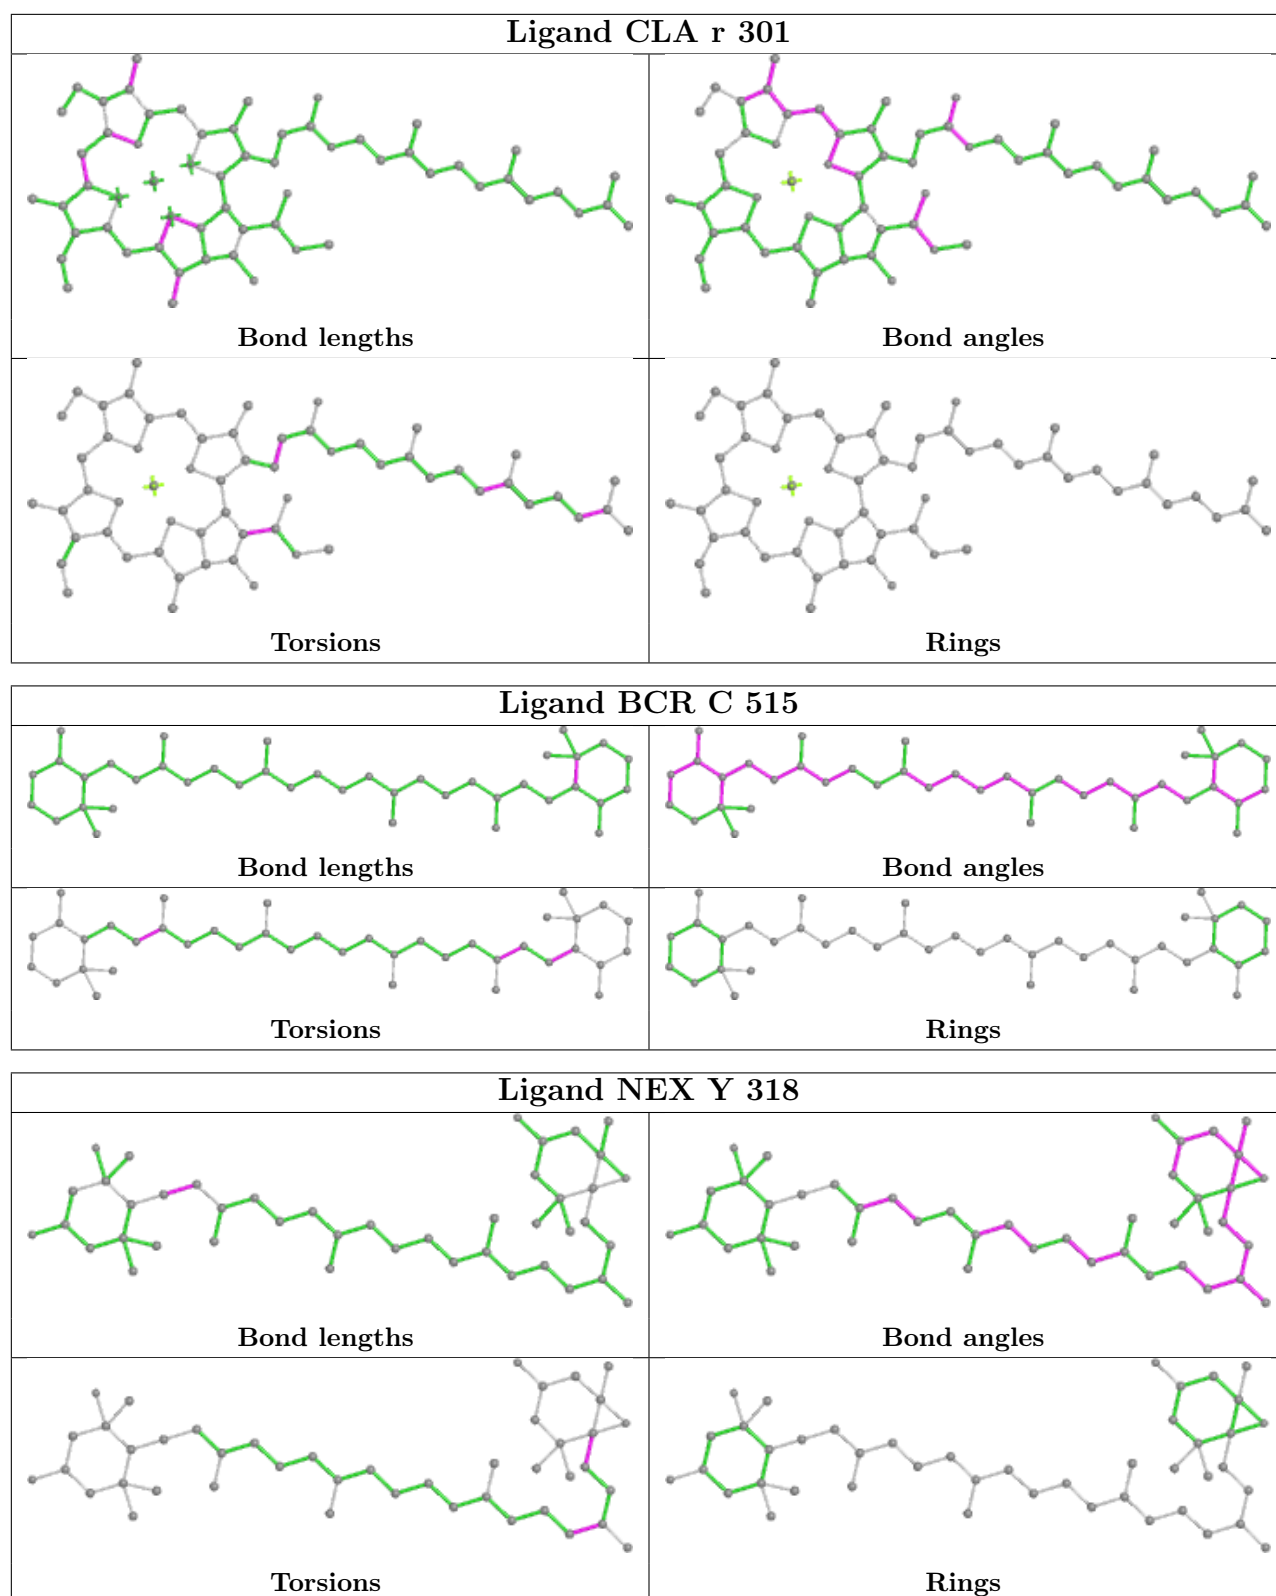 Ligand CLA r 301
Bond lengths
Bond angles
Torsions
Rings
Ligand BCR C 515
Bond lengths
Bond angles
Torsions
Rings
Ligand NEX Y 318
Bond lengths
Bond angles
Torsions
Rings